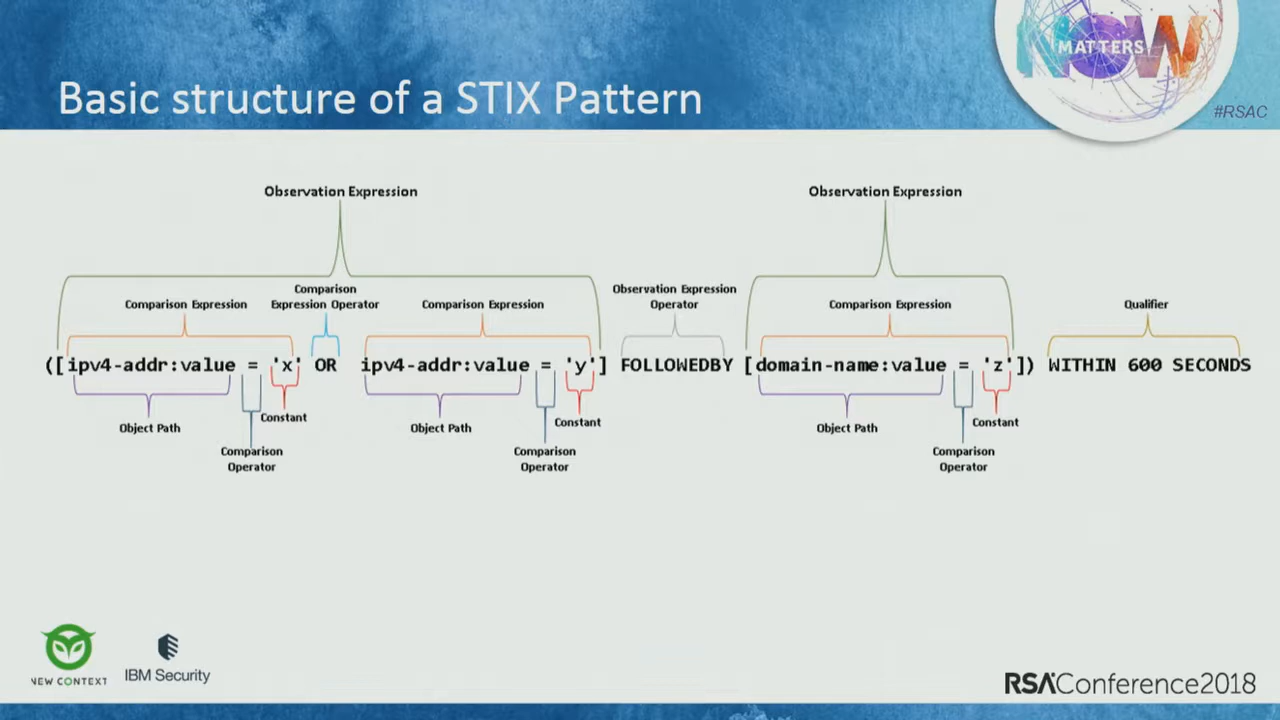 NOW
MATTERS
#RSAC
Basic structure of a STIX Pattern
Observation Expression
Observation Expression
Comparison Expression
Comparison
Expression Operator
Comparison Expression
Observation Expression
Operator
Comparison Expression
Qualifier
([ipv4-addr:value = 'x' OR ipv4-addr:value = 'y'] FOLLOWEDBY [domain-name:value = 'z']) WITHIN 600 SECONDS
Object Path
Comparison
Operator
Constant
Object Path
Comparison
Operator
Constant
Object Path
Comparison
Operator
Constant
NEW CONTEXT
IBM Security
RSAConference2018